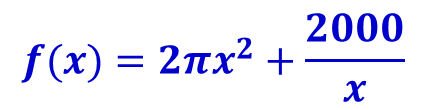 f(x) = 2πx² + 2000/x